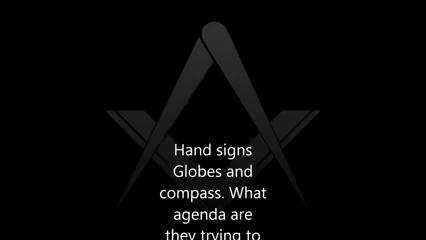 Hand signs
Globes and
compass. What
agenda are
they trying to